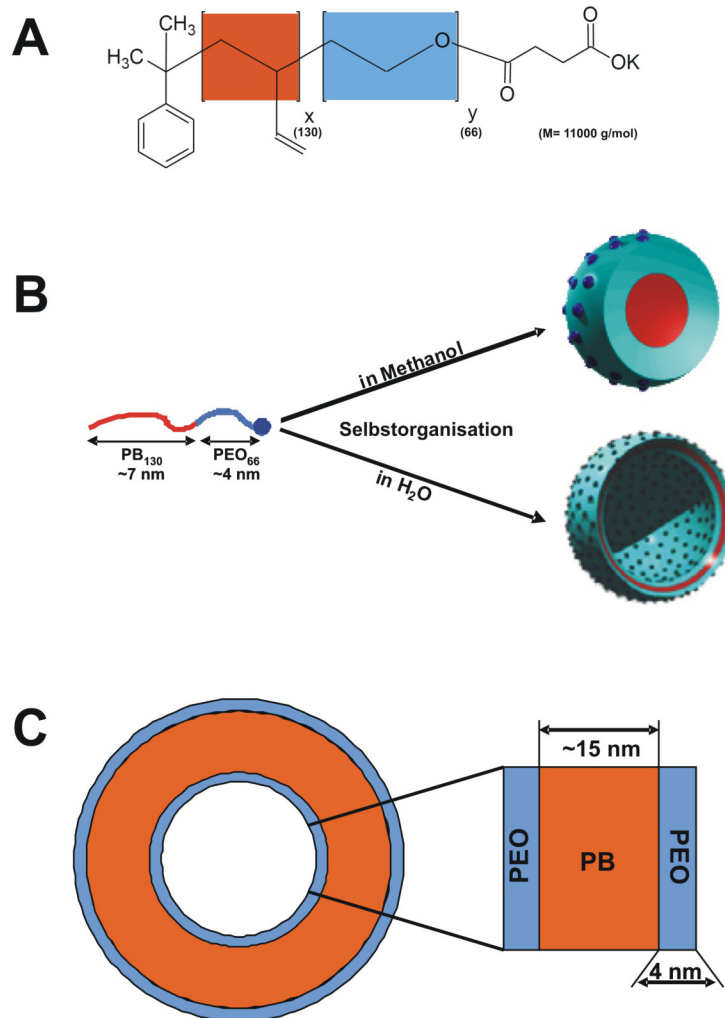 A
CH₃
H₃C
O
O
OK
O
x
(130)
y
(66)
(M= 11000 g/mol)
B
in Methanol
Selbstorganisation
in H₂O
PB₁₃₀
~7 nm
PEO₆₆
~4 nm
C
~15 nm
PEO
PB
PEO
4 nm